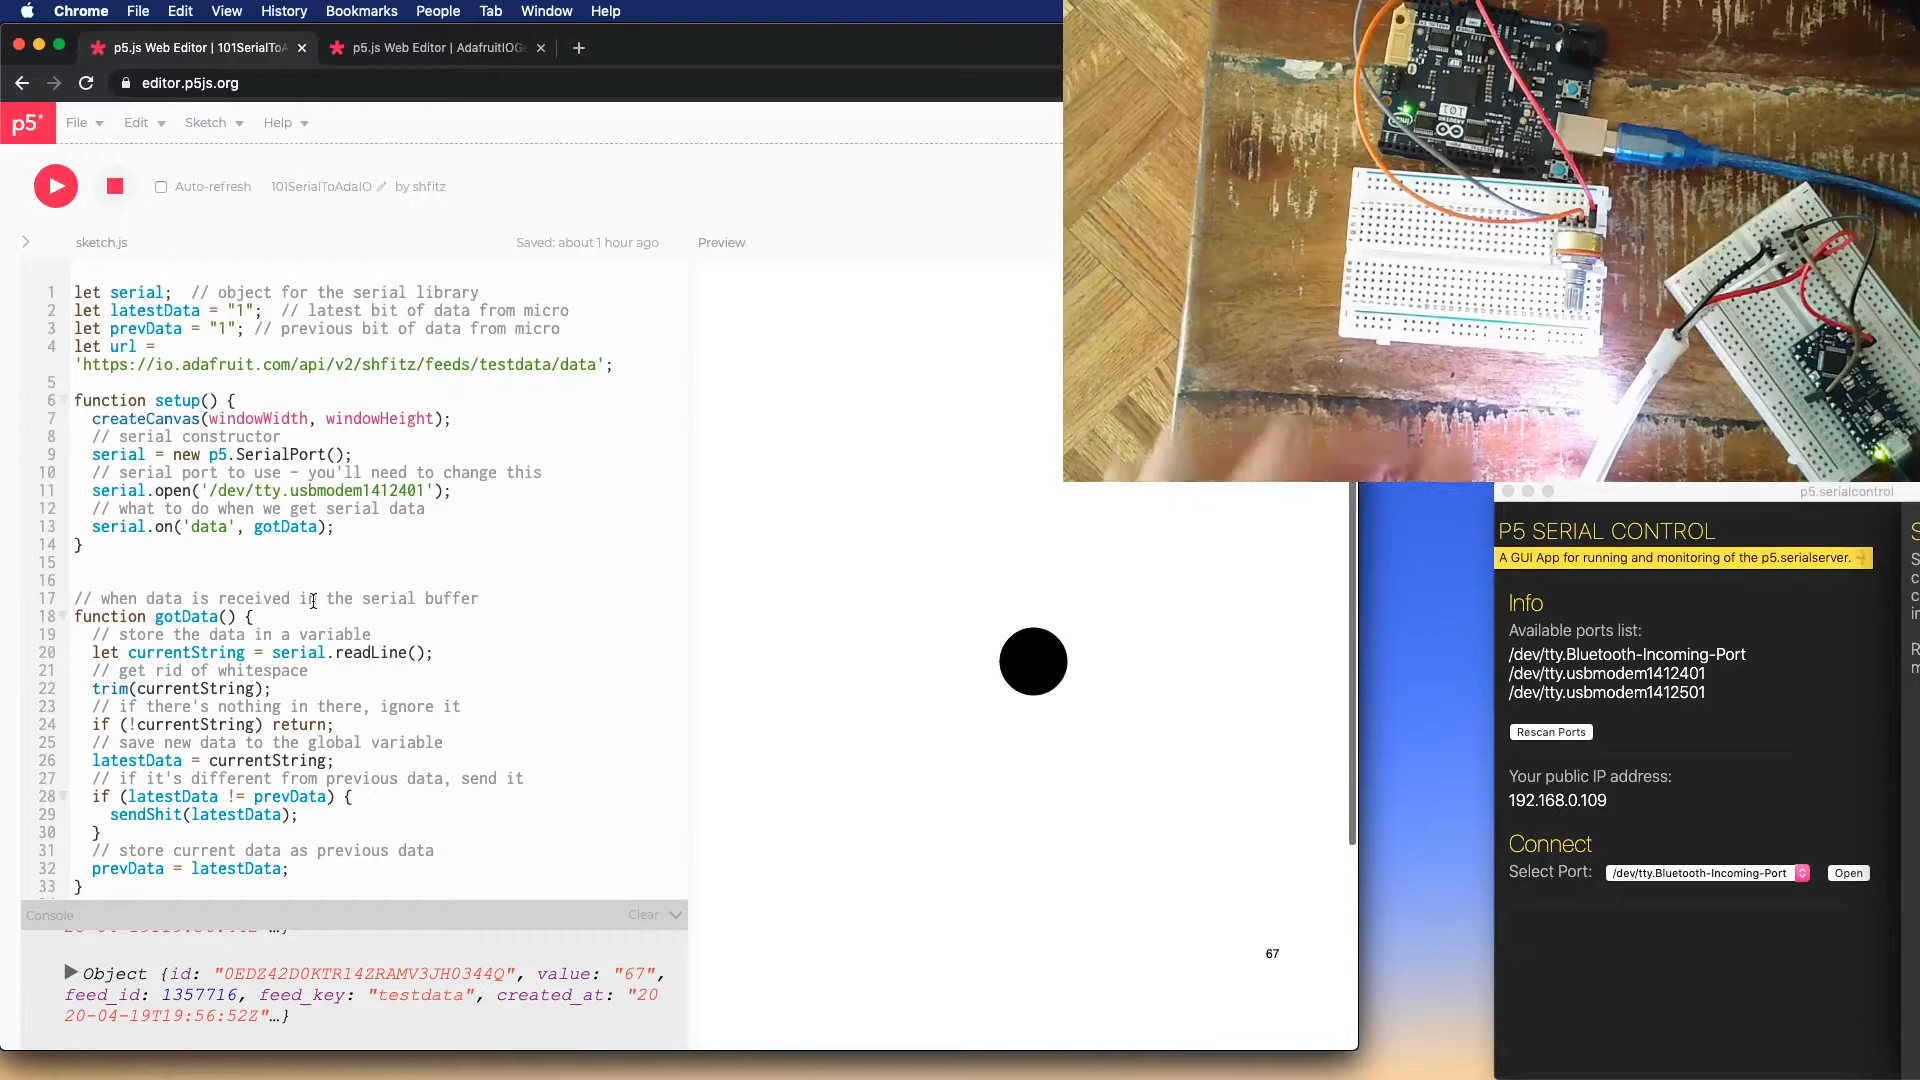 Chrome File Edit View History Bookmarks People Tab Window Help
p5.js Web Editor | 101SerialToA
p5.js Web Editor | AdafruitIOGe
editor.p5js.org
p5*
File Edit Sketch Help
Auto-refresh 101SerialToAdaIO by shfitz
sketch.js Saved: about 1 hour ago Preview
1 let serial; // object for the serial library
2 let latestData = "1"; // latest bit of data from micro
3 let prevData = "1"; // previous bit of data from micro
4 let url =
'https://io.adafruit.com/api/v2/shfitz/feeds/testdata/data';
5
6 function setup() {
7 createCanvas(windowWidth, windowHeight);
8 // serial constructor
9 serial = new p5.SerialPort();
10 // serial port to use - you'll need to change this
11 serial.open('/dev/tty.usbmodem1412401');
12 // what to do when we get serial data
13 serial.on('data', gotData);
14 }
15
16
17 // when data is received in the serial buffer
18 function gotData() {
19 // store the data in a variable
20 let currentString = serial.readLine();
21 // get rid of whitespace
22 trim(currentString);
23 // if there's nothing in there, ignore it
24 if (!currentString) return;
25 // save new data to the global variable
26 latestData = currentString;
27 // if it's different from previous data, send it
28 if (latestData != prevData) {
29 sendShit(latestData);
30 }
31 // store current data as previous data
32 prevData = latestData;
33 }
Console Clear
Object {id: "0EDZ42D0KTR14ZRAMV3JH0344Q", value: "67",
feed_id: 1357716, feed_key: "testdata", created_at: "20
20-04-19T19:56:52Z"…}
67
p5.serialcontrol
P5 SERIAL CONTROL
A GUI App for running and monitoring of the p5.serialserver.
Info
Available ports list:
/dev/tty.Bluetooth-Incoming-Port
/dev/tty.usbmodem1412401
/dev/tty.usbmodem1412501
Rescan Ports
Your public IP address:
192.168.0.109
Connect
Select Port: /dev/tty.Bluetooth-Incoming-Port Open